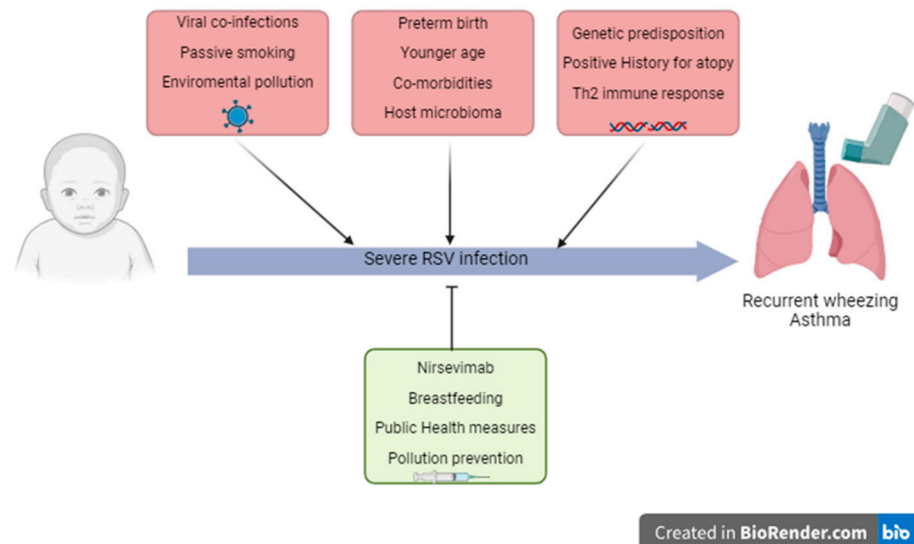 Viral co-infections
Passive smoking
Enviromental pollution
Preterm birth
Younger age
Co-morbidities
Host microbioma
Genetic predisposition
Positive History for atopy
Th2 immune response
Severe RSV infection
Recurrent wheezing
Asthma
Nirsevimab
Breastfeeding
Public Health measures
Pollution prevention
Created in BioRender.com bio